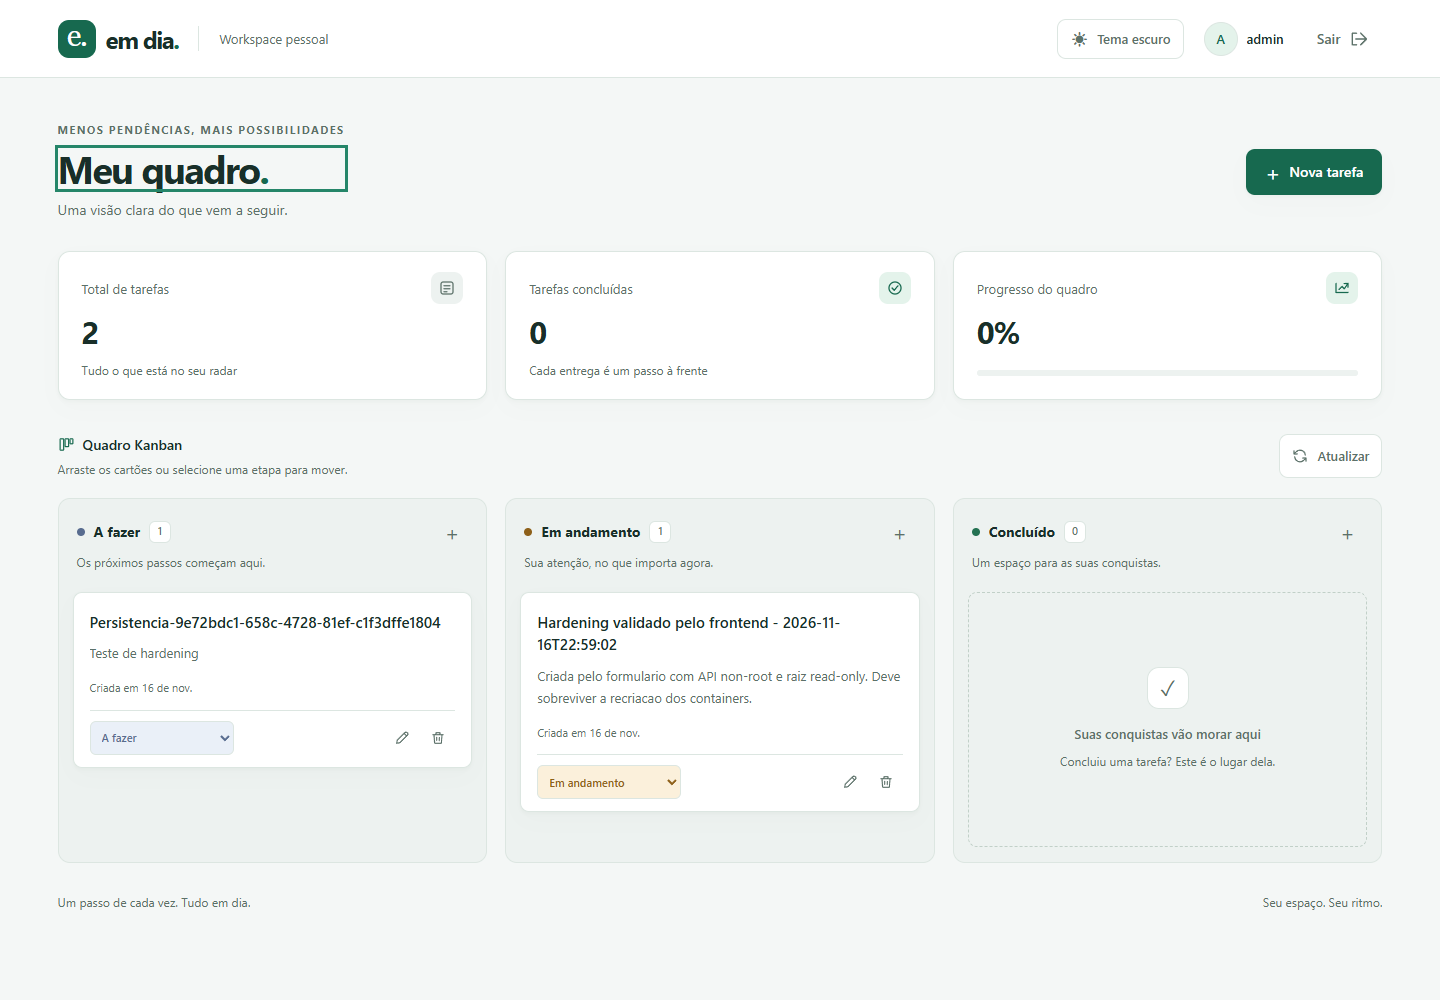 e. em dia. Workspace pessoal Tema escuro A admin Sair
MENOS PENDÊNCIAS, MAIS POSSIBILIDADES
Meu quadro.
+ Nova tarefa
Uma visão clara do que vem a seguir.
Total de tarefas
2
Tudo o que está no seu radar
Tarefas concluídas
0
Cada entrega é um passo à frente
Progresso do quadro
0%
Quadro Kanban
Arraste os cartões ou selecione uma etapa para mover.
Atualizar
A fazer 1 +
Os próximos passos começam aqui.
Persistencia-9e72bdc1-658c-4728-81ef-c1f3dffe1804
Teste de hardening
Criada em 16 de nov.
A fazer
Em andamento 1 +
Sua atenção, no que importa agora.
Hardening validado pelo frontend - 2026-11-
16T22:59:02
Criada pelo formulario com API non-root e raiz read-only. Deve
sobreviver a recriacao dos containers.
Criada em 16 de nov.
Em andamento
Concluído 0 +
Um espaço para as suas conquistas.
Suas conquistas vão morar aqui
Concluiu uma tarefa? Este é o lugar dela.
Um passo de cada vez. Tudo em dia.
Seu espaço. Seu ritmo.